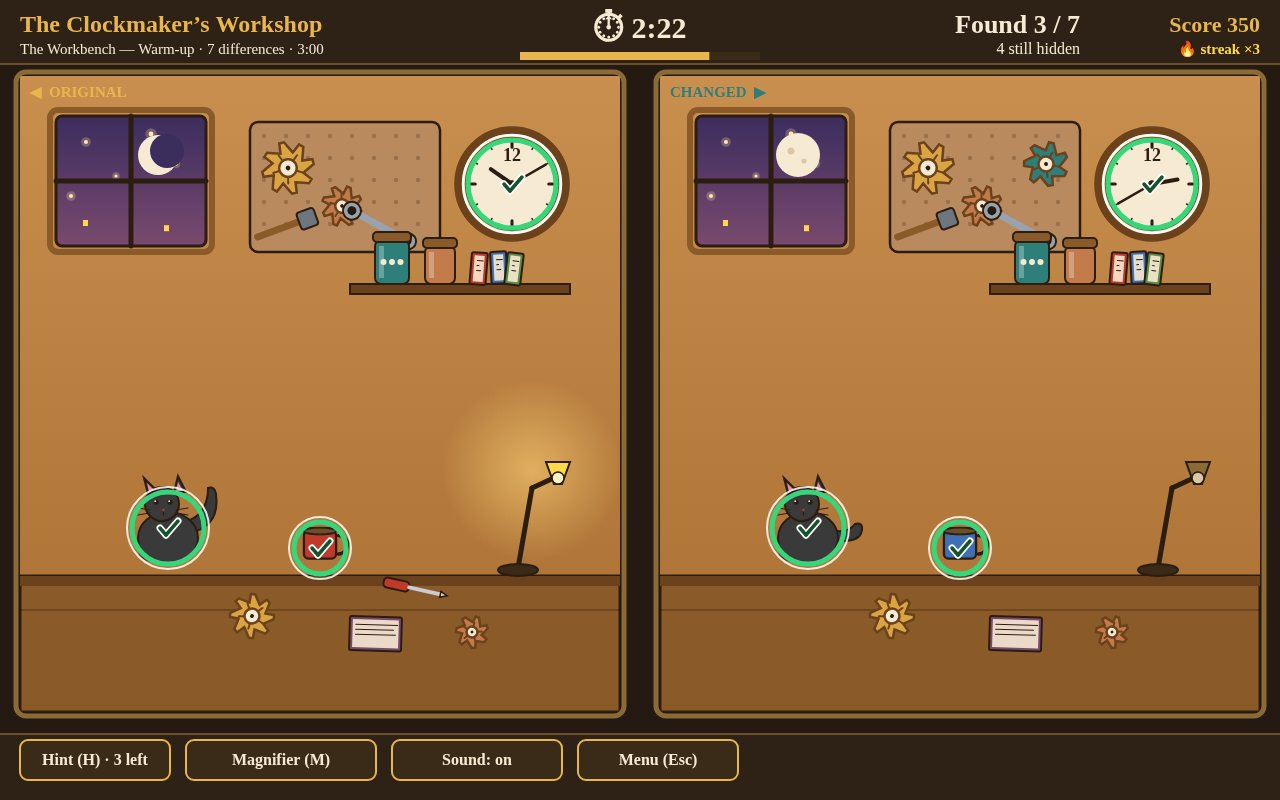 The Clockmaker’s Workshop
The Workbench — Warm-up · 7 differences · 3:00
2:22
Found 3 / 7
4 still hidden
Score 350
🔥 streak ×3
◀ ORIGINAL
CHANGED ▶
12
12
Hint (H) · 3 left
Magnifier (M)
Sound: on
Menu (Esc)